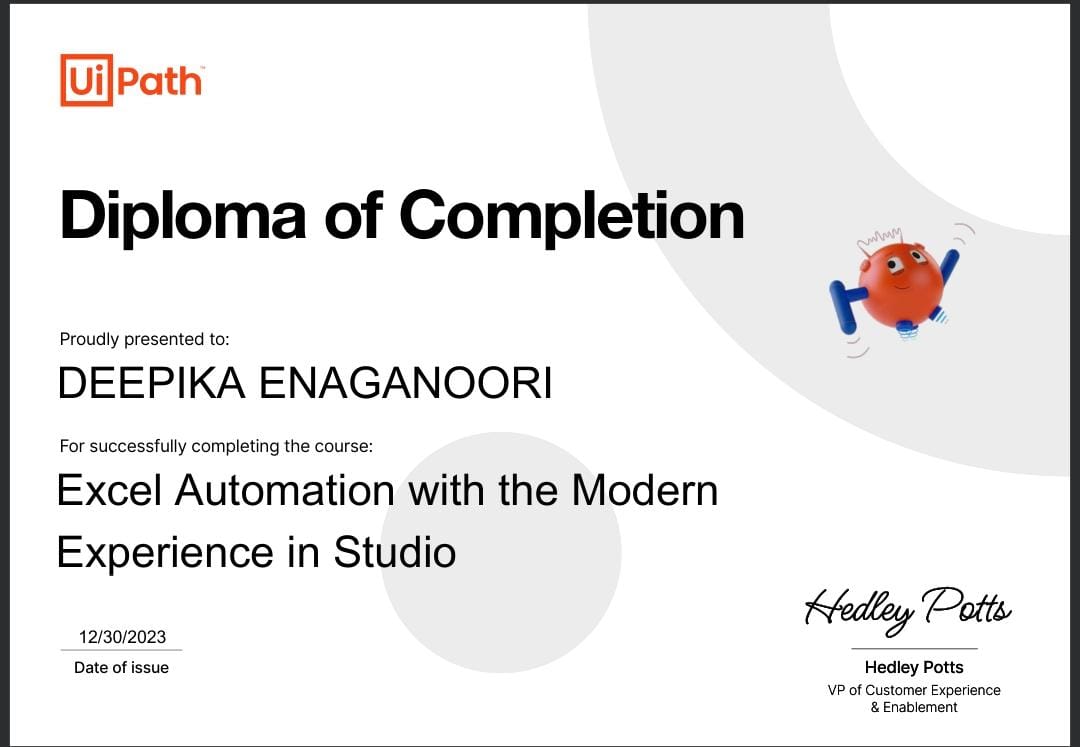 UiPath™
Diploma of Completion
Proudly presented to:
DEEPIKA ENAGANOORI
For successfully completing the course:
Excel Automation with the Modern
Experience in Studio
12/30/2023
Date of issue
Hedley Potts
Hedley Potts
VP of Customer Experience
& Enablement